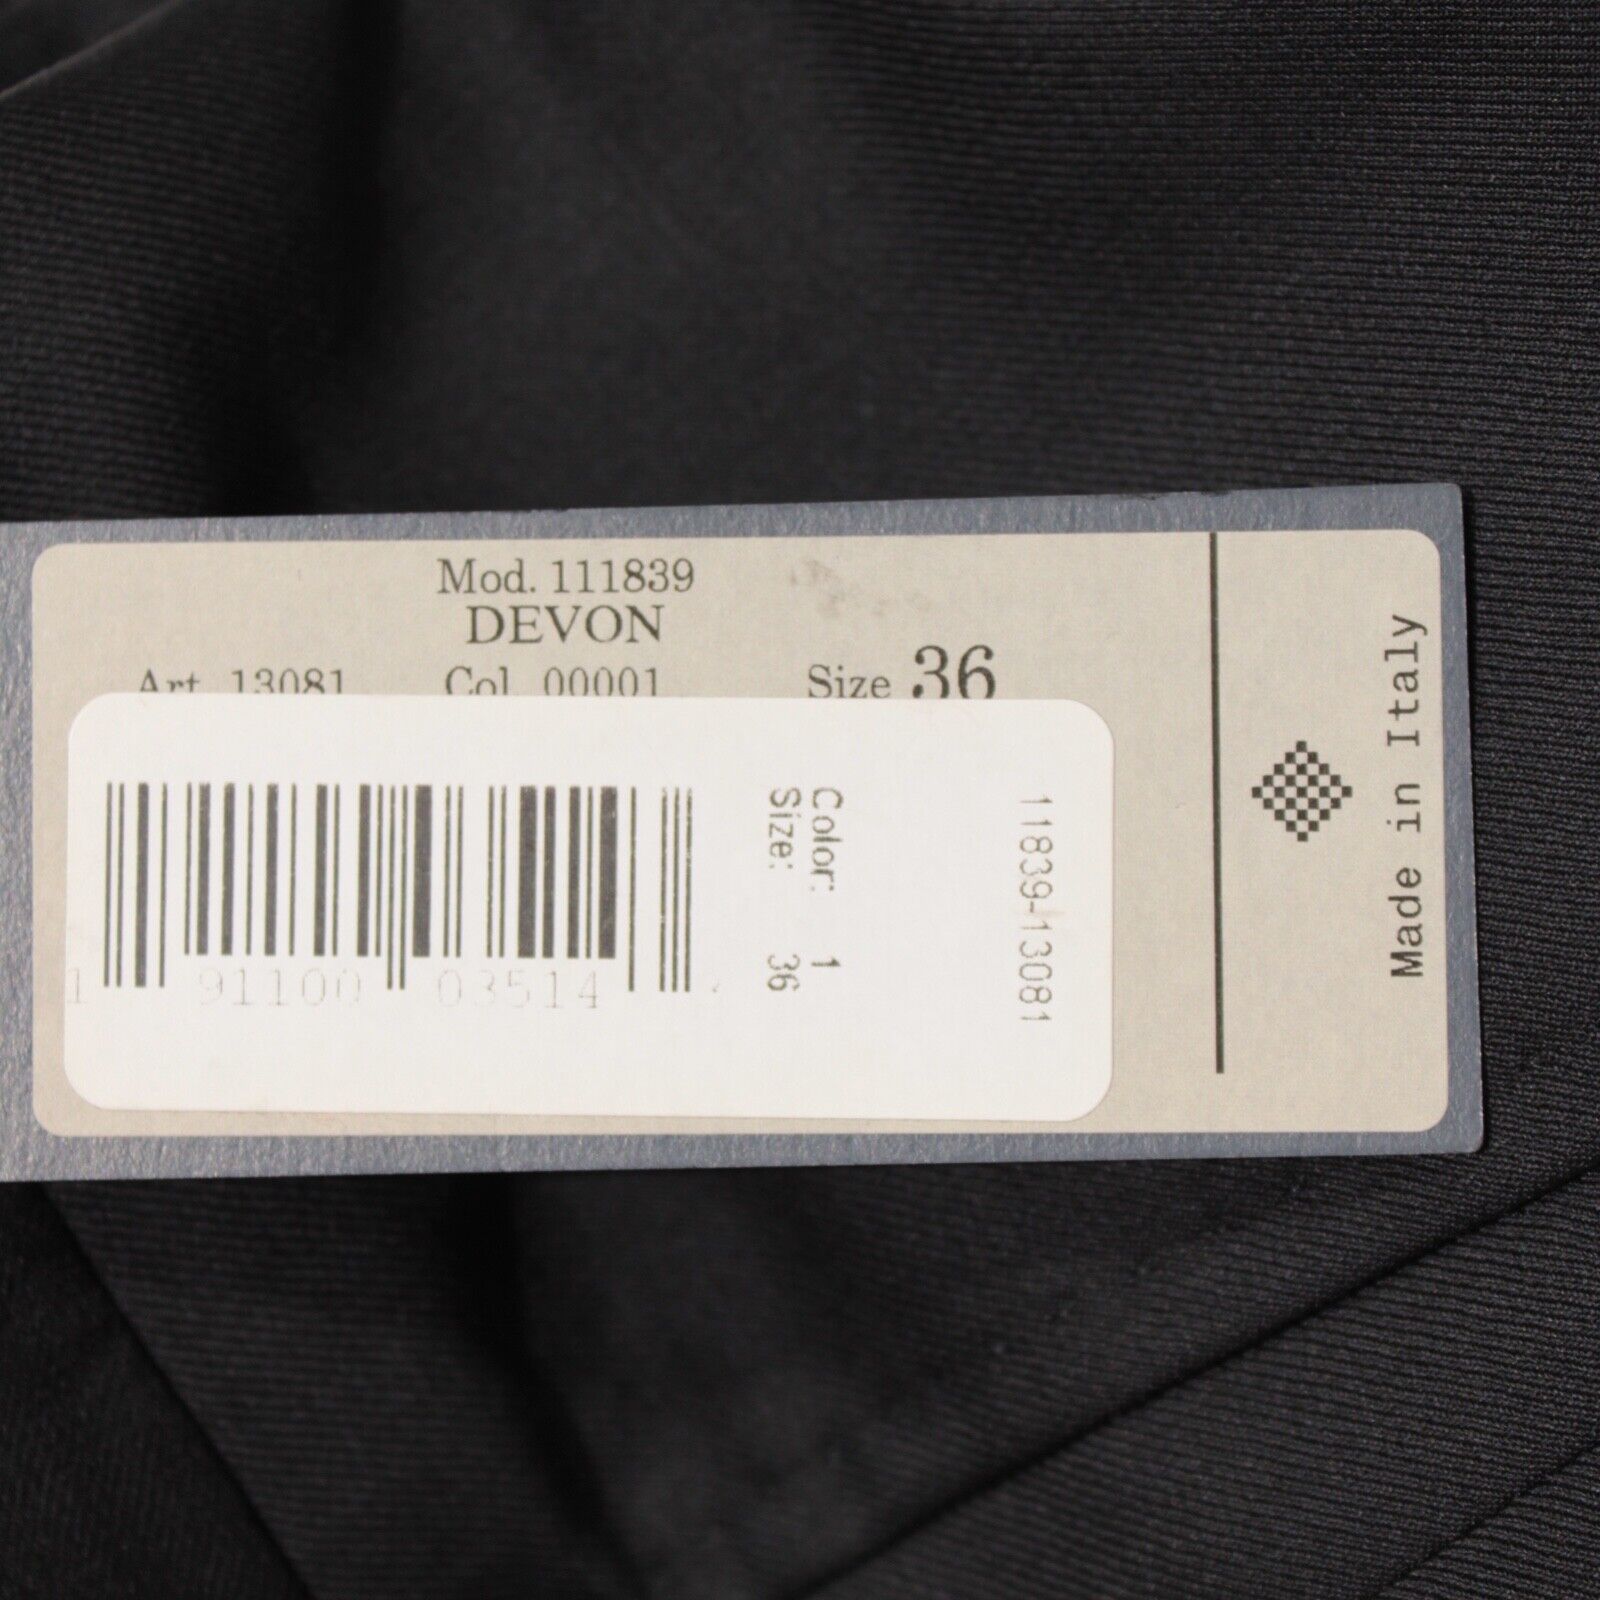 Mod. 111839
DEVON
Art. 13081 Col. 00001 Size 36
11839-13081
Color: 1
Size: 36
1 91100 03514
Made in Italy